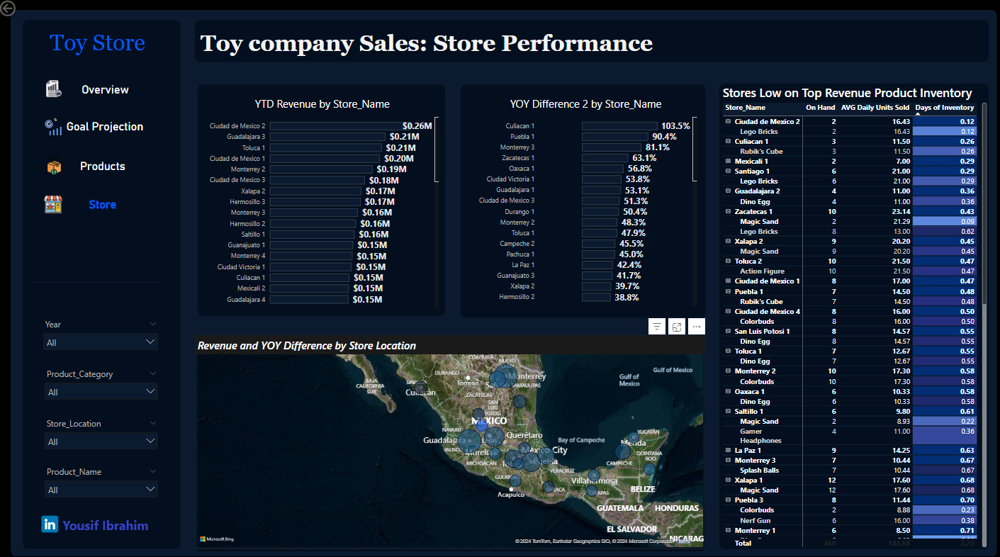 Toy Store
Overview
Goal Projection
Products
Store
Year
All
Product_Category
All
Store_Location
All
Product_Name
All
in Yousif Ibrahim
Toy company Sales: Store Performance
YTD Revenue by Store_Name
Ciudad de Mexico 2 $0.26M
Guadalajara 3 $0.21M
Toluca 1 $0.21M
Ciudad de Mexico 1 $0.20M
Monterrey 2 $0.19M
Ciudad de Mexico 3 $0.18M
Xalapa 2 $0.17M
Hermosillo 3 $0.17M
Monterrey 3 $0.16M
Hermosillo 2 $0.16M
Saltillo 1 $0.16M
Guanajuato 1 $0.15M
Monterrey 4 $0.15M
Ciudad Victoria 1 $0.15M
Culiacan 1 $0.15M
Mexicali 2 $0.15M
Guadalajara 4 $0.15M
YOY Difference 2 by Store_Name
Culiacan 1 103.5%
Puebla 1 90.4%
Monterrey 3 81.1%
Zacatecas 1 63.1%
Oaxaca 1 56.8%
Ciudad Victoria 1 53.8%
Guadalajara 1 53.1%
Ciudad de Mexico 3 51.3%
Durango 1 50.4%
Monterrey 2 48.3%
Toluca 1 47.9%
Campeche 2 45.5%
Pachuca 1 45.0%
La Paz 1 42.4%
Guanajuato 3 41.7%
Xalapa 2 39.7%
Hermosillo 2 38.8%
Revenue and YOY Difference by Store Location
COAHUILA
NUEVO
DURANGO
Monterrey
Torreón
BAJA
CALIFORNIA
SUR
Culiacán
TAMAULIPAS
ZACATECAS
SAN
LUIS
POTOSI
Gulf of
Mexico
Gulf of Mexico
MEXICO
NAYARIT
Guadalajara
León
Querétaro
JALISCO
Morelia
Mexico City
MICHOACÁN
Puebla
Bay of Campeche
YUCATÁN
Merida
QUINTANA
ROO
CAMPECHE
VERACRUZ
Villahermosa
Acapulco
BELIZE
GUATEMALA
HONDURAS
EL SALVADOR
NICARAG
Microsoft Bing
© 2024 TomTom, Earthstar Geographics SIO, © 2024 Microsoft Corporation Terms
Stores Low on Top Revenue Product Inventory
Store_Name On Hand AVG Daily Units Sold Days of Inventory
Ciudad de Mexico 2 2 16.43 0.12
Lego Bricks 2 16.43 0.12
Culiacan 1 3 11.50 0.26
Rubik's Cube 3 11.50 0.26
Mexicali 1 2 7.00 0.29
Santiago 1 6 21.00 0.29
Lego Bricks 6 21.00 0.29
Guadalajara 2 4 11.00 0.36
Dino Egg 4 11.00 0.36
Zacatecas 1 10 23.14 0.43
Magic Sand 2 21.29 0.09
Lego Bricks 8 13.00 0.62
Xalapa 2 9 20.20 0.45
Magic Sand 9 20.20 0.45
Toluca 2 10 21.50 0.47
Action Figure 10 21.50 0.47
Ciudad de Mexico 1 8 17.00 0.47
Puebla 1 7 14.50 0.48
Rubik's Cube 7 14.50 0.48
Ciudad de Mexico 4 8 16.00 0.50
Colorbuds 8 16.00 0.50
San Luis Potosi 1 8 14.57 0.55
Dino Egg 8 14.57 0.55
Toluca 1 7 12.67 0.55
Dino Egg 7 12.67 0.55
Monterrey 2 10 17.30 0.58
Colorbuds 10 17.30 0.58
Oaxaca 1 6 10.33 0.58
Dino Egg 6 10.33 0.58
Saltillo 1 6 9.80 0.61
Magic Sand 2 8.93 0.22
Gamer 4 11.00 0.36
Headphones
La Paz 1 9 14.25 0.63
Monterrey 3 7 10.44 0.67
Splash Balls 7 10.44 0.67
Xalapa 1 12 17.60 0.68
Magic Sand 12 17.60 0.68
Puebla 3 8 11.44 0.70
Colorbuds 2 8.88 0.23
Nerf Gun 6 16.00 0.38
Monterrey 1 6 8.50 0.71
Total 460 143.68 3.20